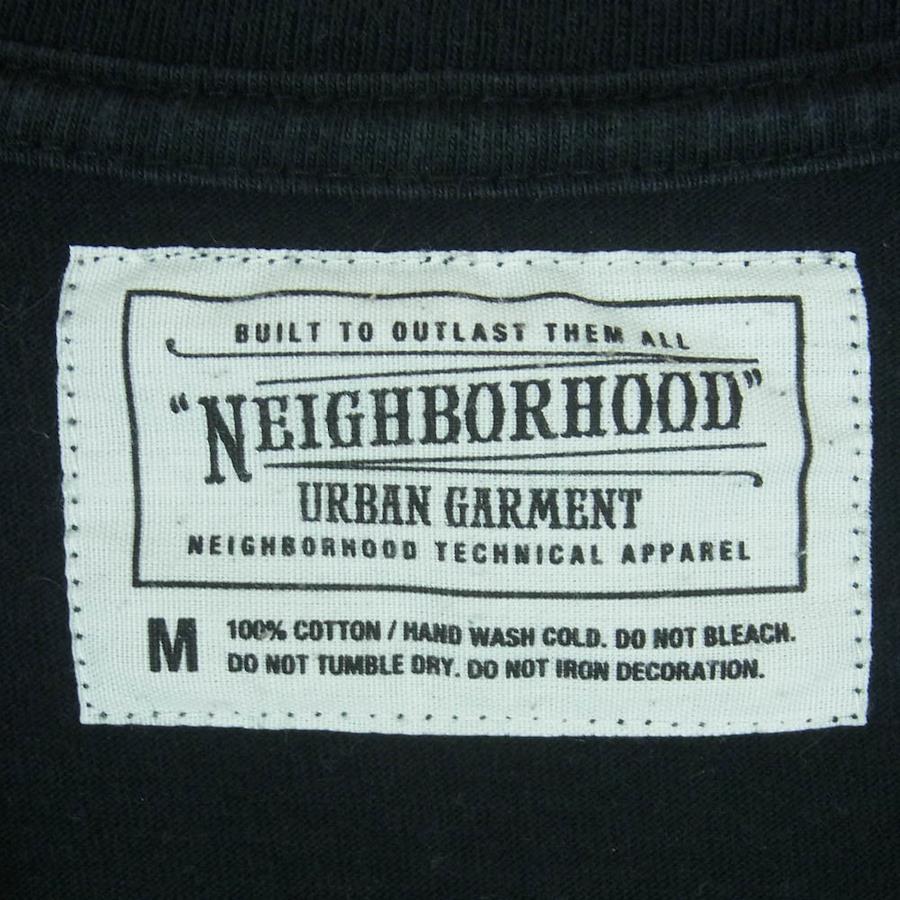 BUILT TO OUTLAST THEM ALL
"NEIGHBORHOOD"
URBAN GARMENT
NEIGHBORHOOD TECHNICAL APPAREL
M 100% COTTON / HAND WASH COLD. DO NOT BLEACH.
DO NOT TUMBLE DRY. DO NOT IRON DECORATION.